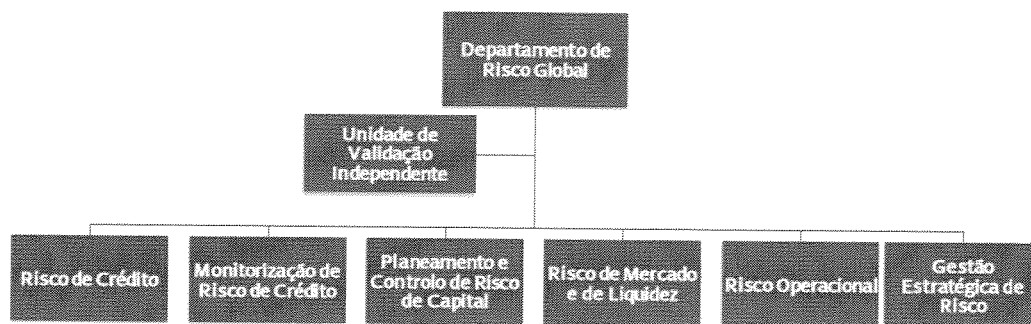 Departamento de
Risco Global
Unidade de
Validação
Independente
Risco de Crédito
Monitorização de
Risco de Crédito
Planeamento e
Controlo de Risco
de Capital
Risco de Mercado
e de Liquidez
Risco Operacional
Gestão
Estratégica de
Risco